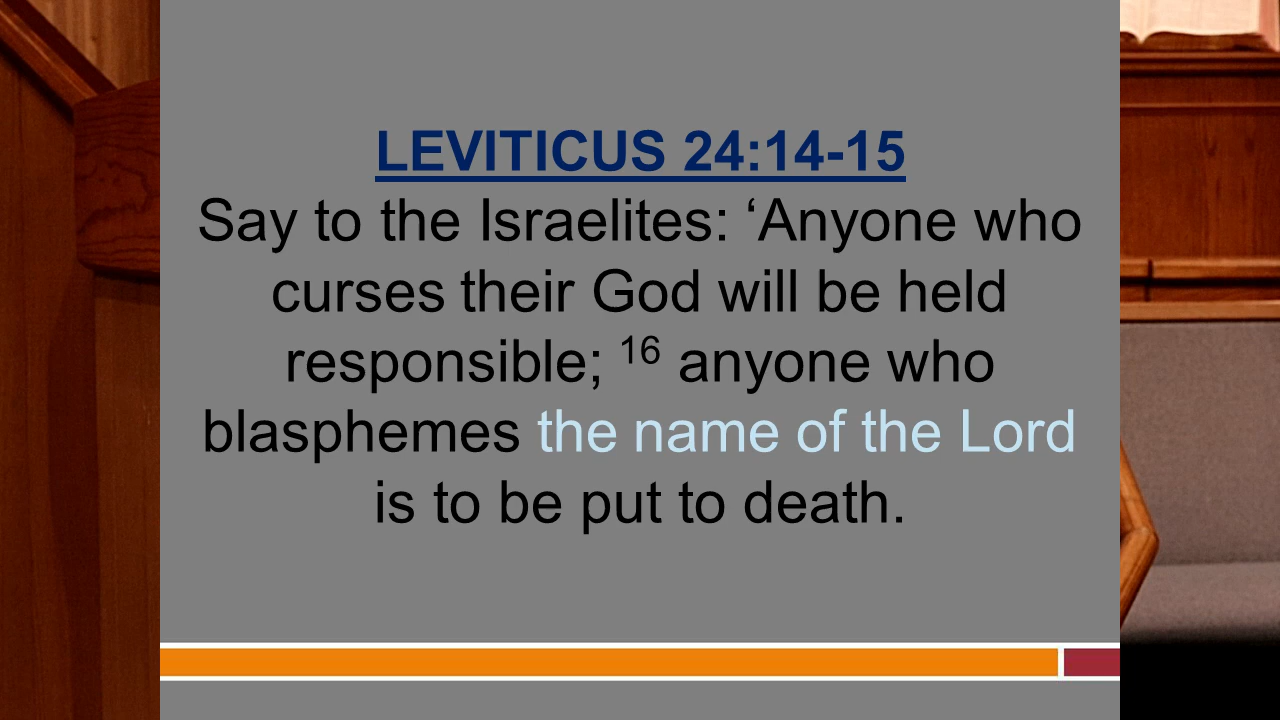 LEVITICUS 24:14-15
Say to the Israelites: ‘Anyone who
curses their God will be held
responsible; 16 anyone who
blasphemes the name of the Lord
is to be put to death.